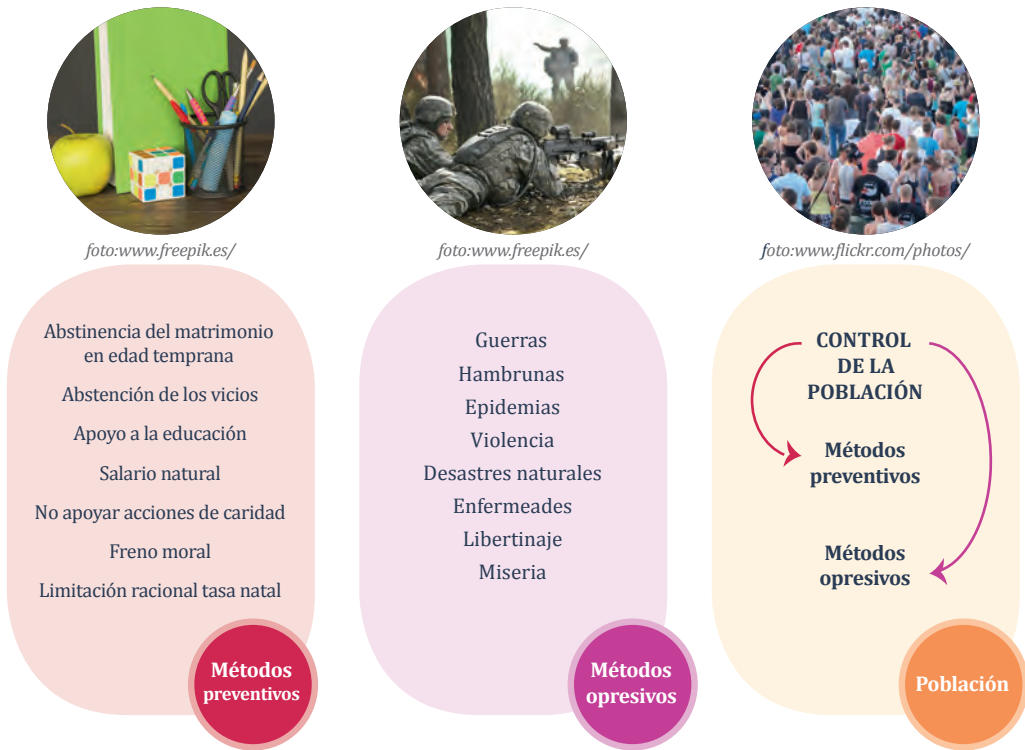 foto:www.freepik.es/
Abstinencia del matrimonio
en edad temprana
Abstención de los vicios
Apoyo a la educación
Salario natural
No apoyar acciones de caridad
Freno moral
Limitación racional tasa natal
Métodos
preventivos
foto:www.freepik.es/
Guerras
Hambrunas
Epidemias
Violencia
Desastres naturales
Enfermeades
Libertinaje
Miseria
Métodos
opresivos
foto:www.flickr.com/photos/
CONTROL
DE LA
POBLACIÓN
Métodos
preventivos
Métodos
opresivos
Población